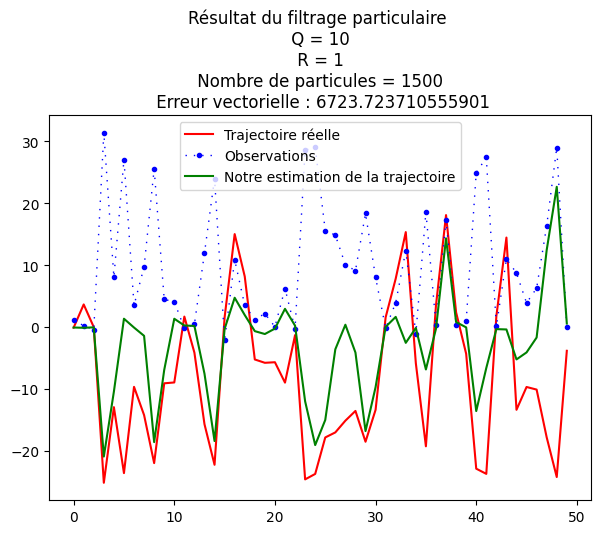 Résultat du filtrage particulaire
Q = 10
R = 1
Nombre de particules = 1500
Erreur vectorielle : 6723.723710555901
Trajectoire réelle
Observations
Notre estimation de la trajectoire
30
20
10
0
−10
−20
0 10 20 30 40 50